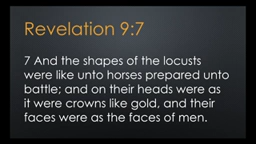 Revelation 9:7
7 And the shapes of the locusts
were like unto horses prepared unto
battle; and on their heads were as
it were crowns like gold, and their
faces were as the faces of men.